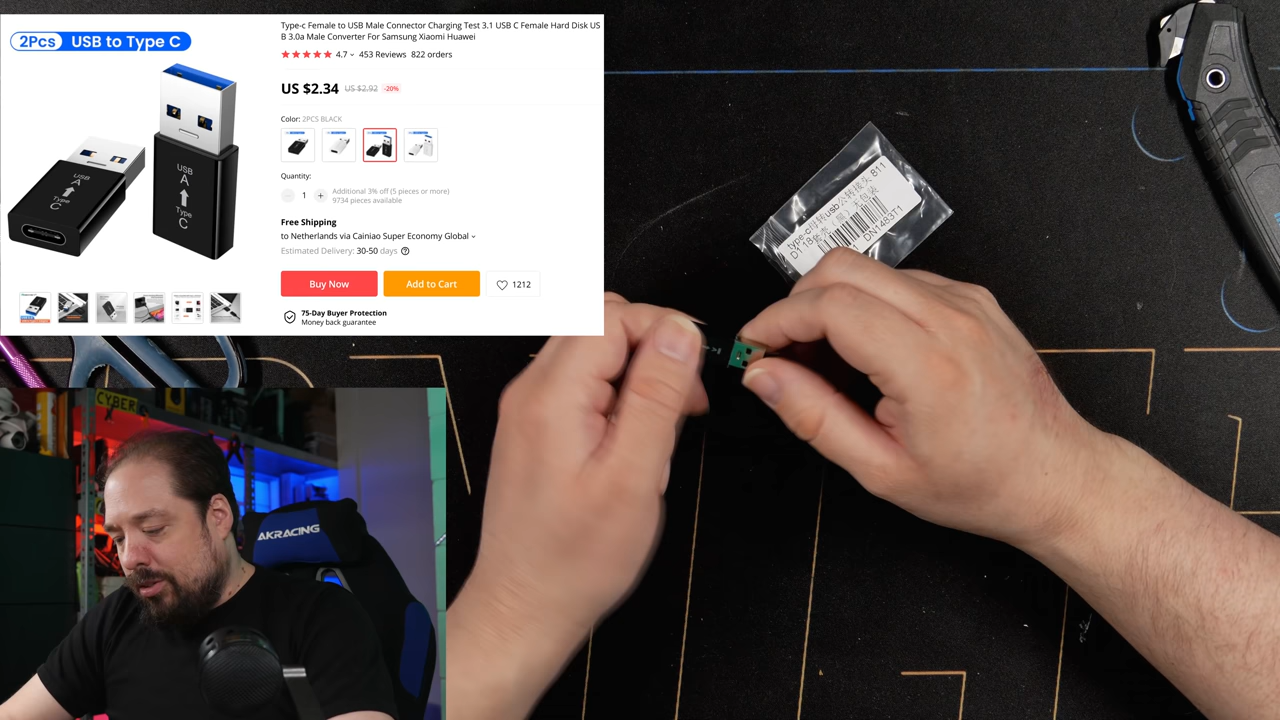 2Pcs USB to Type C
USB
A
Type
C
USB
A
Type
C
Type-c Female to USB Male Connector Charging Test 3.1 USB C Female Hard Disk US
B 3.0a Male Converter For Samsung Xiaomi Huawei
4.7 453 Reviews 822 orders
US $2.34 US $2.92 -20%
Color: 2PCS BLACK
Quantity:
1
Additional 3% off (5 pieces or more)
9734 pieces available
Free Shipping
to Netherlands via Cainiao Super Economy Global
Estimated Delivery: 30-50 days
Buy Now Add to Cart 1212
75-Day Buyer Protection
Money back guarantee
811
DN148371
CYBER
AKRACING